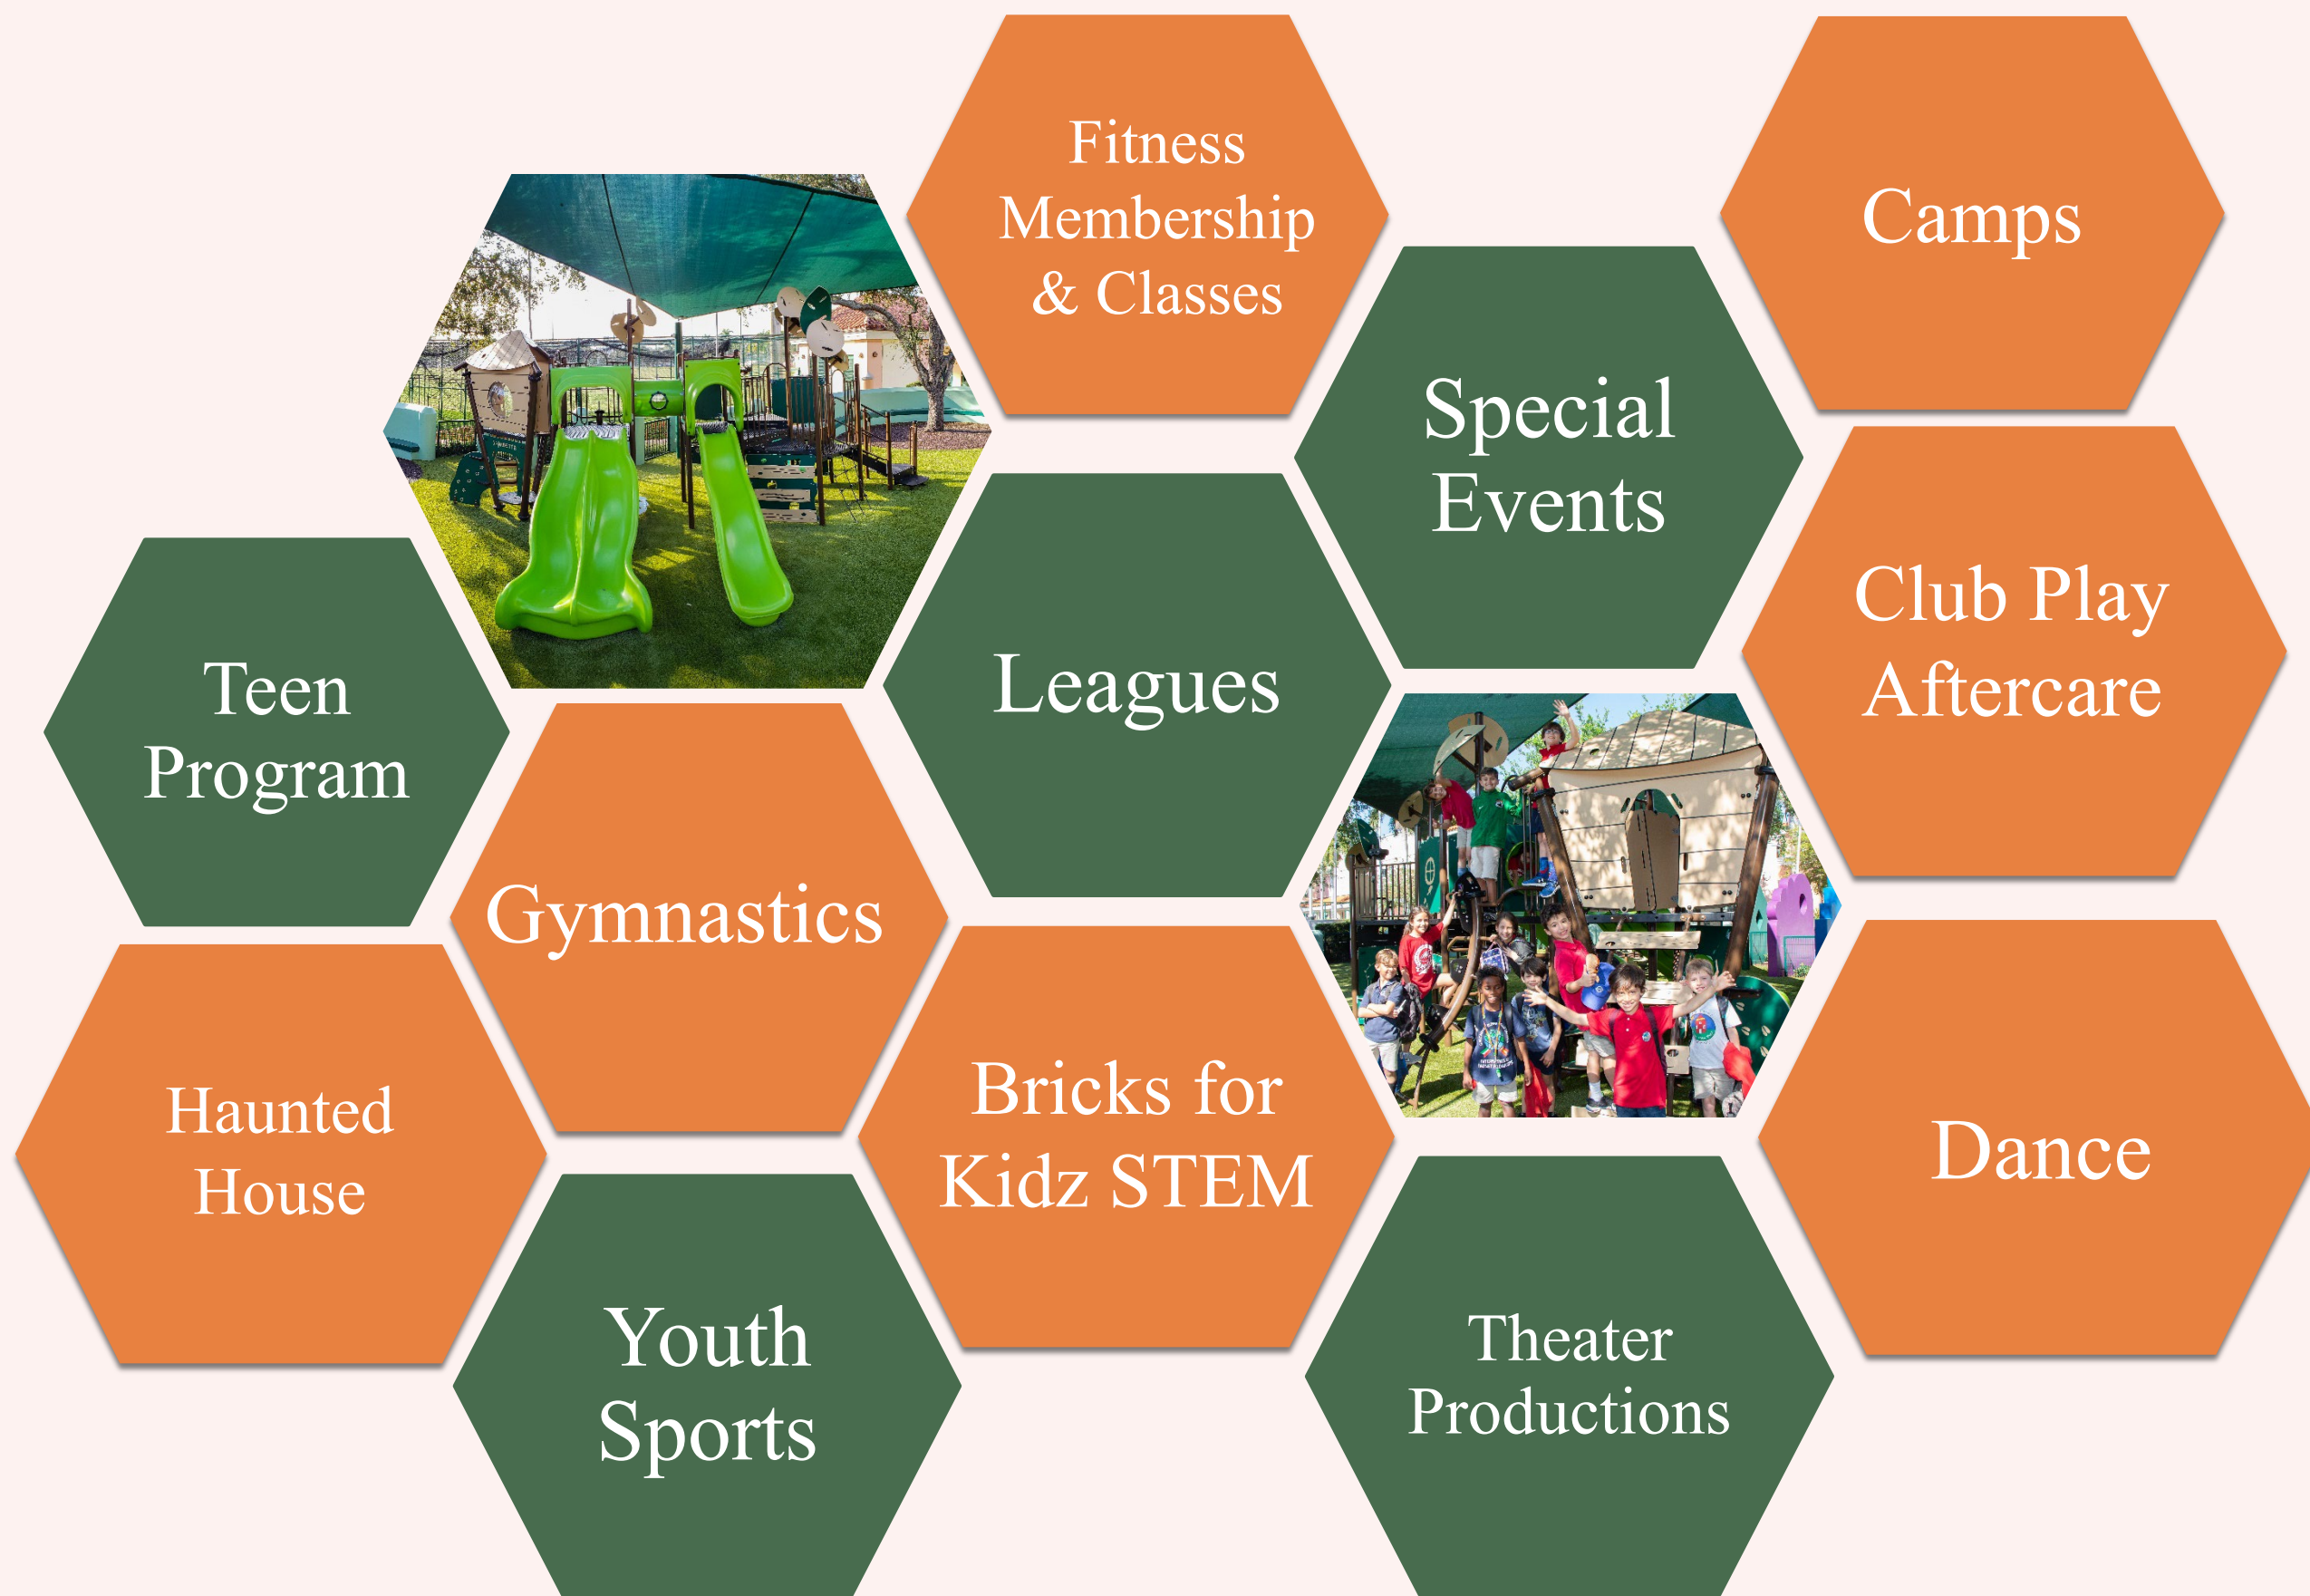 Fitness
Membership
& Classes
Camps
Special
Events
Club Play
Aftercare
Teen
Program
Leagues
Gymnastics
Haunted
House
Bricks for
Kidz STEM
Dance
Youth
Sports
Theater
Productions